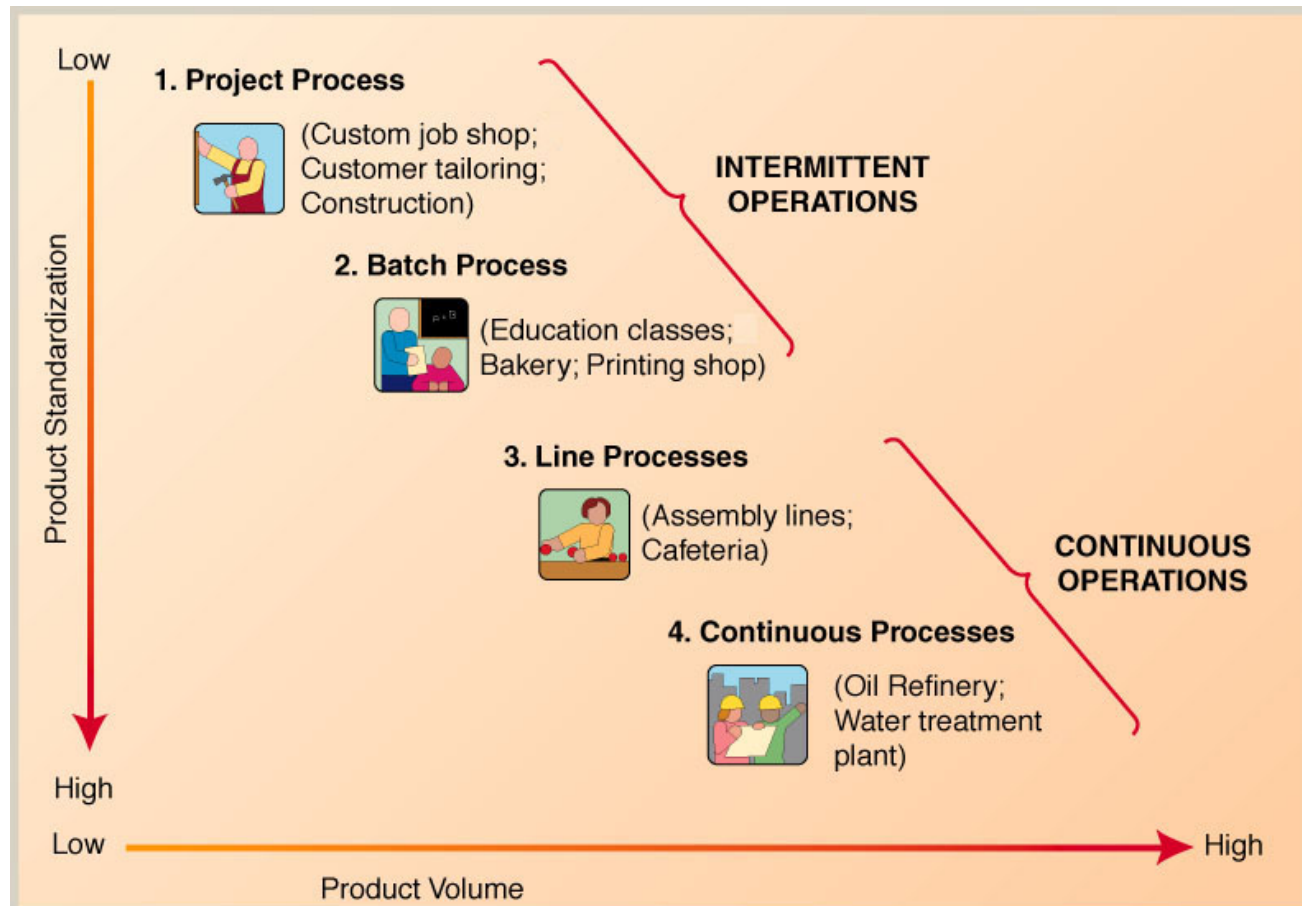 Low
1. Project Process
(Custom job shop;
Customer tailoring;
Construction)
INTERMITTENT
OPERATIONS
2. Batch Process
(Education classes;
Bakery; Printing shop)
Product Standardization
3. Line Processes
(Assembly lines;
Cafeteria)
CONTINUOUS
OPERATIONS
4. Continuous Processes
(Oil Refinery;
Water treatment
plant)
High
Low
High
Product Volume